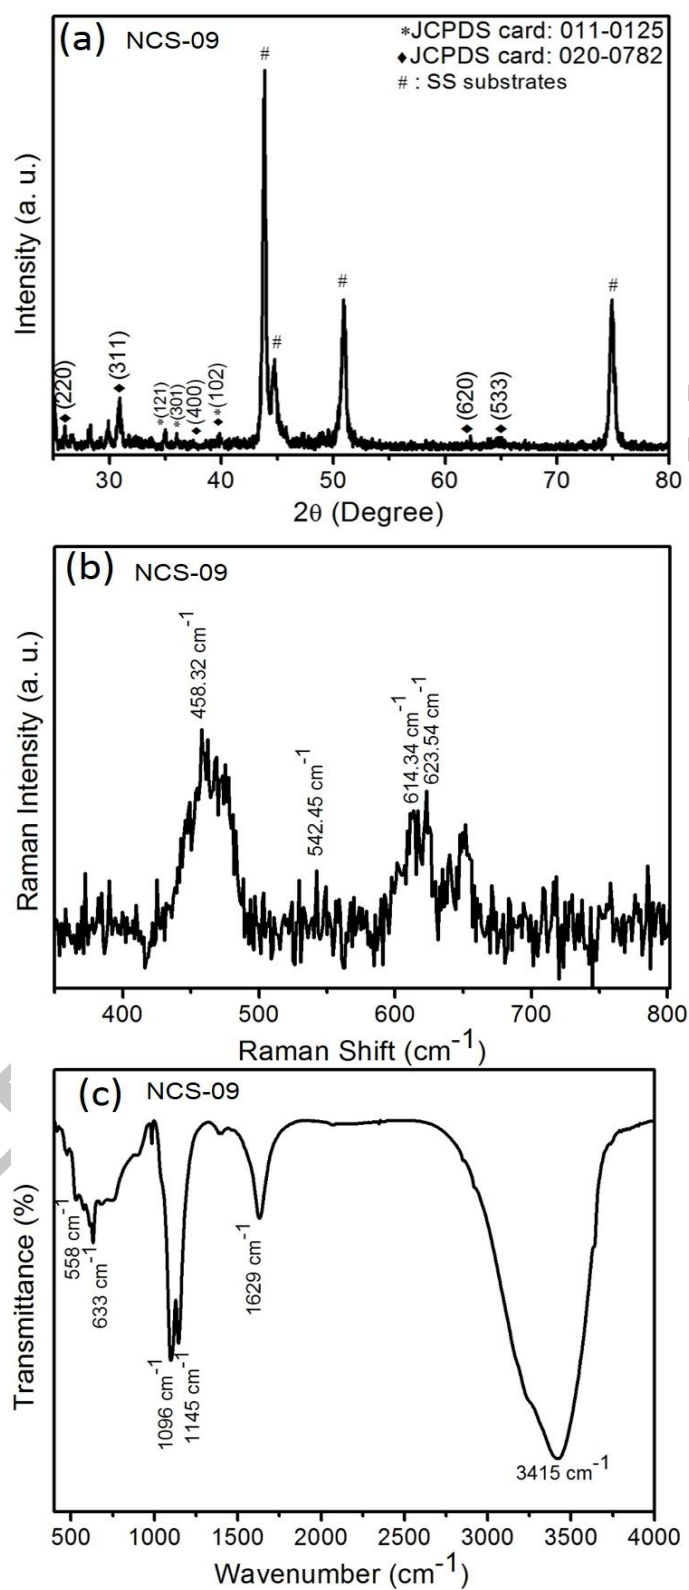 (a) NCS-09
*JCPDS card: 011-0125
♦JCPDS card: 020-0782
# : SS substrates
Intensity (a. u.)
♦(220)
♦(311)
*(121)
*(301)
♦(400)
*(102)
#
#
#
#
♦(620)
♦(533)
30 40 50 60 70 80
2θ (Degree)
(b) NCS-09
Raman Intensity (a. u.)
458.32 cm-1
542.45 cm-1
614.34 cm-1
623.54 cm-1
400 500 600 700 800
Raman Shift (cm-1)
(c) NCS-09
Transmittance (%)
558 cm-1
633 cm-1
1096 cm-1
1145 cm-1
1629 cm-1
3415 cm-1
500 1000 1500 2000 2500 3000 3500 4000
Wavenumber (cm-1)